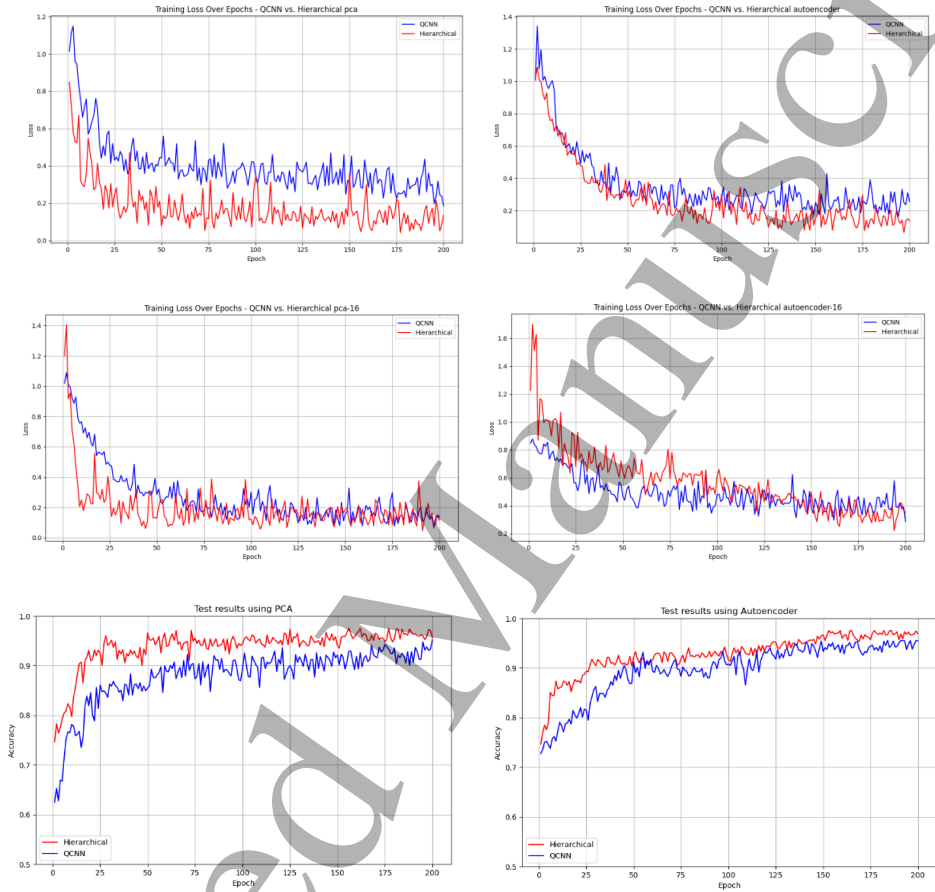 Training Loss Over Epochs - QCNN vs. Hierarchical pca
QCNN
Hierarchical
1.2
1.0
0.8
0.6
0.4
0.2
0.0
Loss
0 25 50 75 100 125 150 175 200
Epoch
Training Loss Over Epochs - QCNN vs. Hierarchical autoencoder
QCNN
Hierarchical
1.4
1.2
1.0
0.8
0.6
0.4
0.2
Loss
0 25 50 75 100 125 150 175 200
Epoch
Training Loss Over Epochs - QCNN vs. Hierarchical pca-16
QCNN
Hierarchical
1.4
1.2
1.0
0.8
0.6
0.4
0.2
0.0
Loss
0 25 50 75 100 125 150 175 200
Epoch
Training Loss Over Epochs - QCNN vs. Hierarchical autoencoder-16
QCNN
Hierarchical
1.6
1.4
1.2
1.0
0.8
0.6
0.4
0.2
Loss
0 25 50 75 100 125 150 175 200
Epoch
Test results using PCA
1.0
0.9
0.8
0.7
0.6
0.5
Accuracy
Hierarchical
QCNN
0 25 50 75 100 125 150 175 200
Epoch
Test results using Autoencoder
1.0
0.9
0.8
0.7
0.6
0.5
Accuracy
Hierarchical
QCNN
0 25 50 75 100 125 150 175 200
Epoch
ed Manuscri